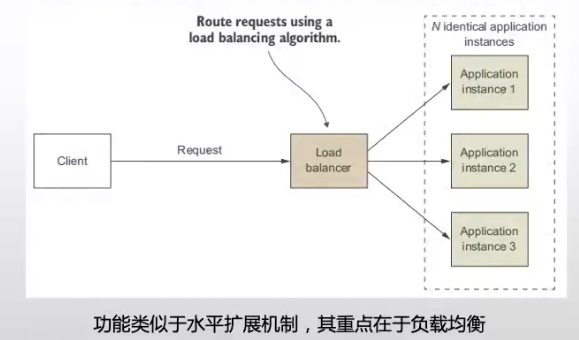 Route requests using a
load balancing algorithm.
N identical application
instances
Application
instance 1
Client
Request
Load
balancer
Application
instance 2
Application
instance 3
功能类似于水平扩展机制，其重点在于负载均衡